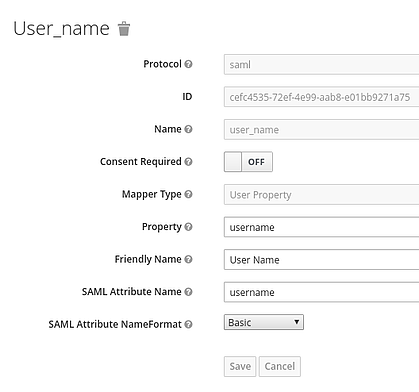 User_name
Protocol saml
ID cefc4535-72ef-4e99-aab8-e01bb9271a75
Name user_name
Consent Required OFF
Mapper Type User Property
Property username
Friendly Name User Name
SAML Attribute Name username
SAML Attribute NameFormat Basic
Save Cancel